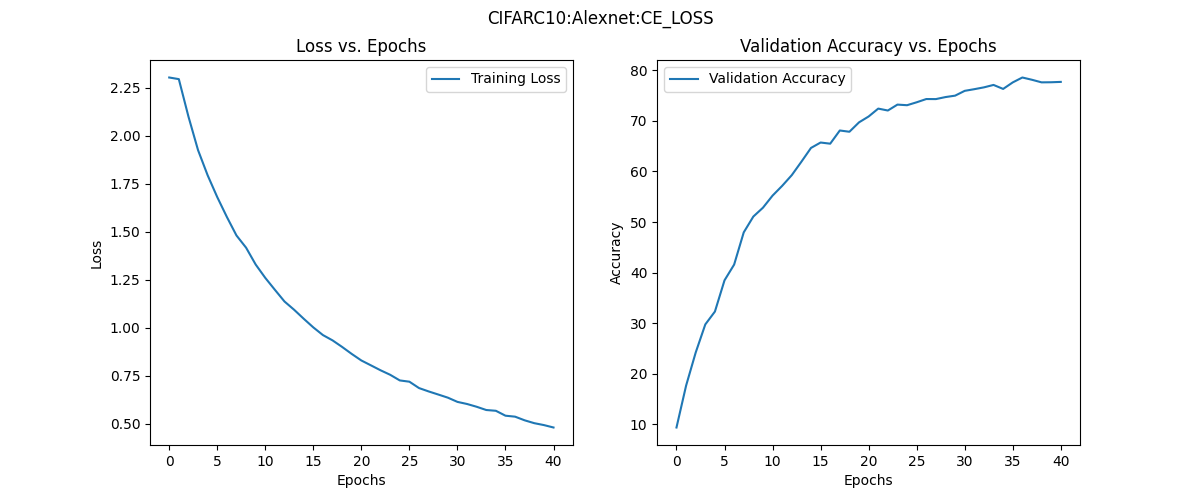 CIFARC10:Alexnet:CE_LOSS
Loss vs. Epochs
Training Loss
2.25
2.00
1.75
1.50
1.25
1.00
0.75
0.50
Loss
0 5 10 15 20 25 30 35 40
Epochs
Validation Accuracy vs. Epochs
Validation Accuracy
80
70
60
50
40
30
20
10
Accuracy
0 5 10 15 20 25 30 35 40
Epochs